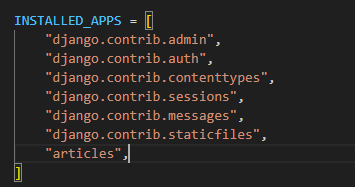 INSTALLED_APPS = [
    "django.contrib.admin",
    "django.contrib.auth",
    "django.contrib.contenttypes",
    "django.contrib.sessions",
    "django.contrib.messages",
    "django.contrib.staticfiles",
    "articles",
]